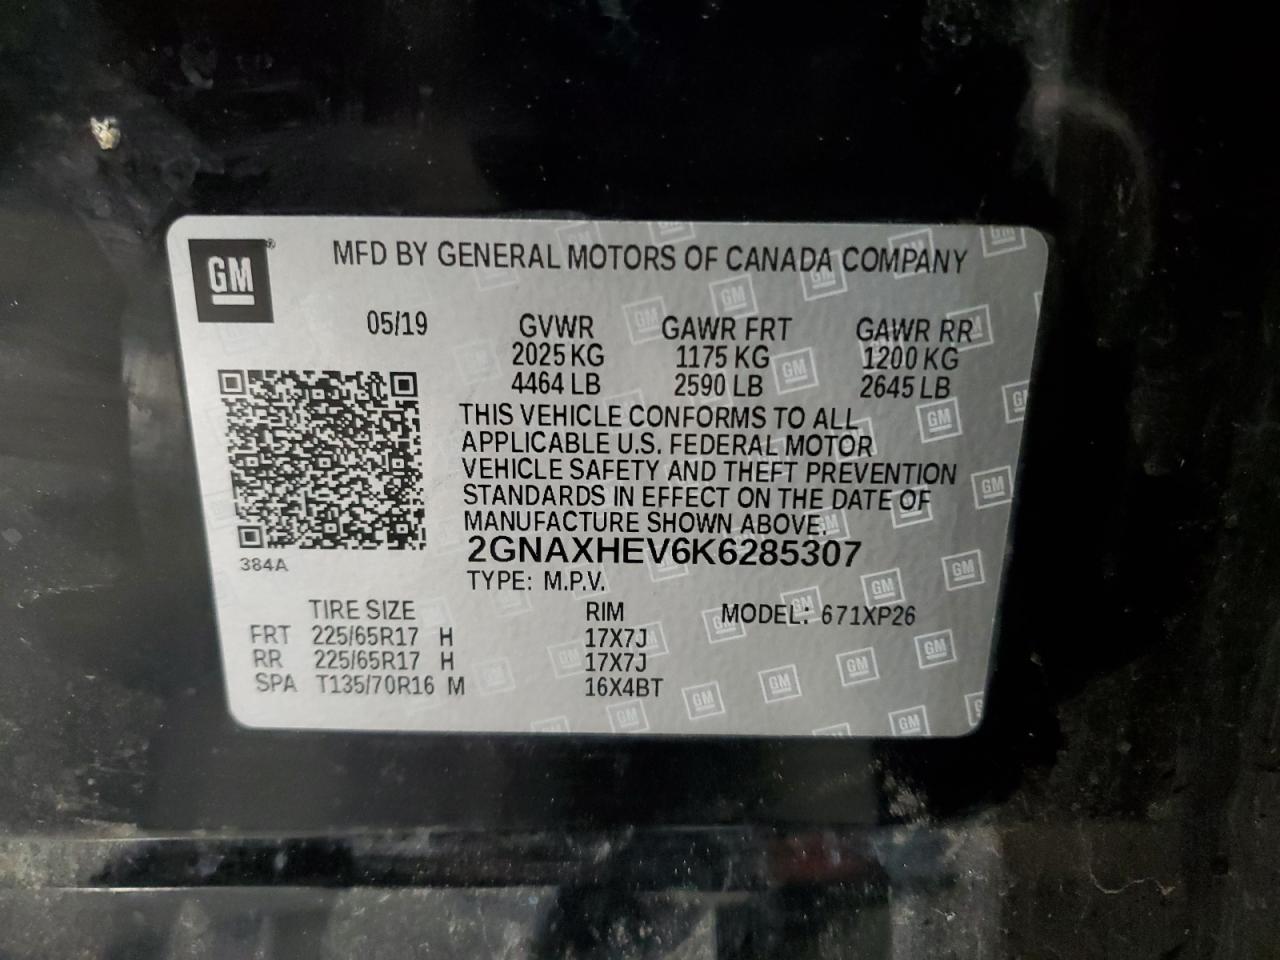 GM
MFD BY GENERAL MOTORS OF CANADA COMPANY
05/19 GVWR GAWR FRT GAWR RR
2025 KG 1175 KG 1200 KG
4464 LB 2590 LB 2645 LB
THIS VEHICLE CONFORMS TO ALL
APPLICABLE U.S. FEDERAL MOTOR
VEHICLE SAFETY AND THEFT PREVENTION
STANDARDS IN EFFECT ON THE DATE OF
MANUFACTURE SHOWN ABOVE.
2GNAXHEV6K6285307
384A
TYPE: M.P.V.
TIRE SIZE RIM MODEL: 671XP26
FRT 225/65R17 H 17X7J
RR 225/65R17 H 17X7J
SPA T135/70R16 M 16X4BT